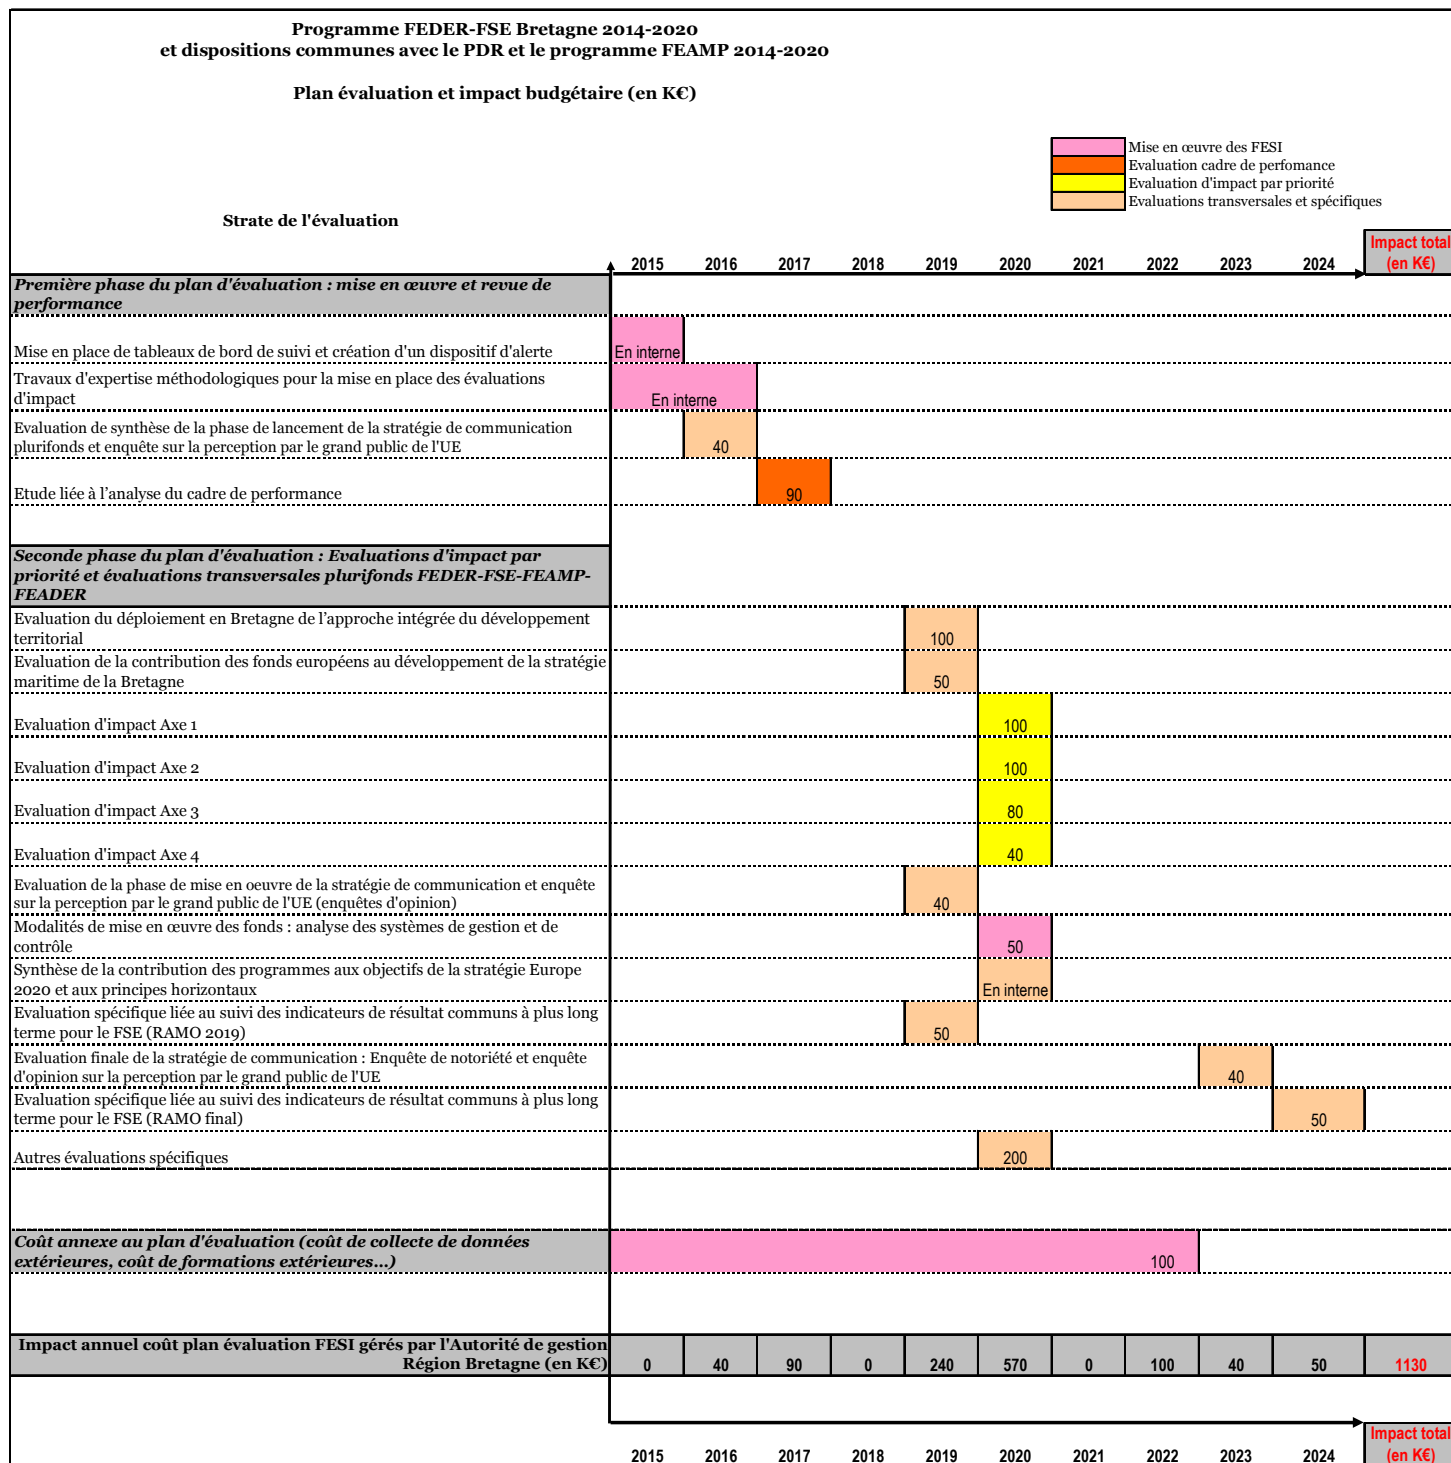 Programme FEDER-FSE Bretagne 2014-2020
et dispositions communes avec le PDR et le programme FEAMP 2014-2020
Plan évaluation et impact budgétaire (en K€)
Mise en œuvre des FESI
Evaluation cadre de perfomance
Evaluation d'impact par priorité
Evaluations transversales et spécifiques
Strate de l'évaluation
2015 2016 2017 2018 2019 2020 2021 2022 2023 2024 Impact total
(en K€)
Première phase du plan d'évaluation : mise en œuvre et revue de
performance
Mise en place de tableaux de bord de suivi et création d'un dispositif d'alerte En interne
Travaux d'expertise méthodologiques pour la mise en place des évaluations
d'impact En interne
Evaluation de synthèse de la phase de lancement de la stratégie de communication
plurifonds et enquête sur la perception par le grand public de l'UE 40
Etude liée à l'analyse du cadre de performance 90
Seconde phase du plan d'évaluation : Evaluations d'impact par
priorité et évaluations transversales plurifonds FEDER-FSE-FEAMP-
FEADER
Evaluation du déploiement en Bretagne de l'approche intégrée du développement
territorial 100
Evaluation de la contribution des fonds européens au développement de la stratégie
maritime de la Bretagne 50
Evaluation d'impact Axe 1 100
Evaluation d'impact Axe 2 100
Evaluation d'impact Axe 3 80
Evaluation d'impact Axe 4 40
Evaluation de la phase de mise en oeuvre de la stratégie de communication et enquête
sur la perception par le grand public de l'UE (enquêtes d'opinion) 40
Modalités de mise en œuvre des fonds : analyse des systèmes de gestion et de
contrôle 50
Synthèse de la contribution des programmes aux objectifs de la stratégie Europe
2020 et aux principes horizontaux En interne
Evaluation spécifique liée au suivi des indicateurs de résultat communs à plus long
terme pour le FSE (RAMO 2019) 50
Evaluation finale de la stratégie de communication : Enquête de notoriété et enquête
d'opinion sur la perception par le grand public de l'UE 40
Evaluation spécifique liée au suivi des indicateurs de résultat communs à plus long
terme pour le FSE (RAMO final) 50
Autres évaluations spécifiques 200
Coût annexe au plan d'évaluation (coût de collecte de données
extérieures, coût de formations extérieures...) 100
Impact annuel coût plan évaluation FESI gérés par l'Autorité de gestion
Région Bretagne (en K€) 0 40 90 0 240 570 0 100 40 50 1130
2015 2016 2017 2018 2019 2020 2021 2022 2023 2024 Impact total
(en K€)